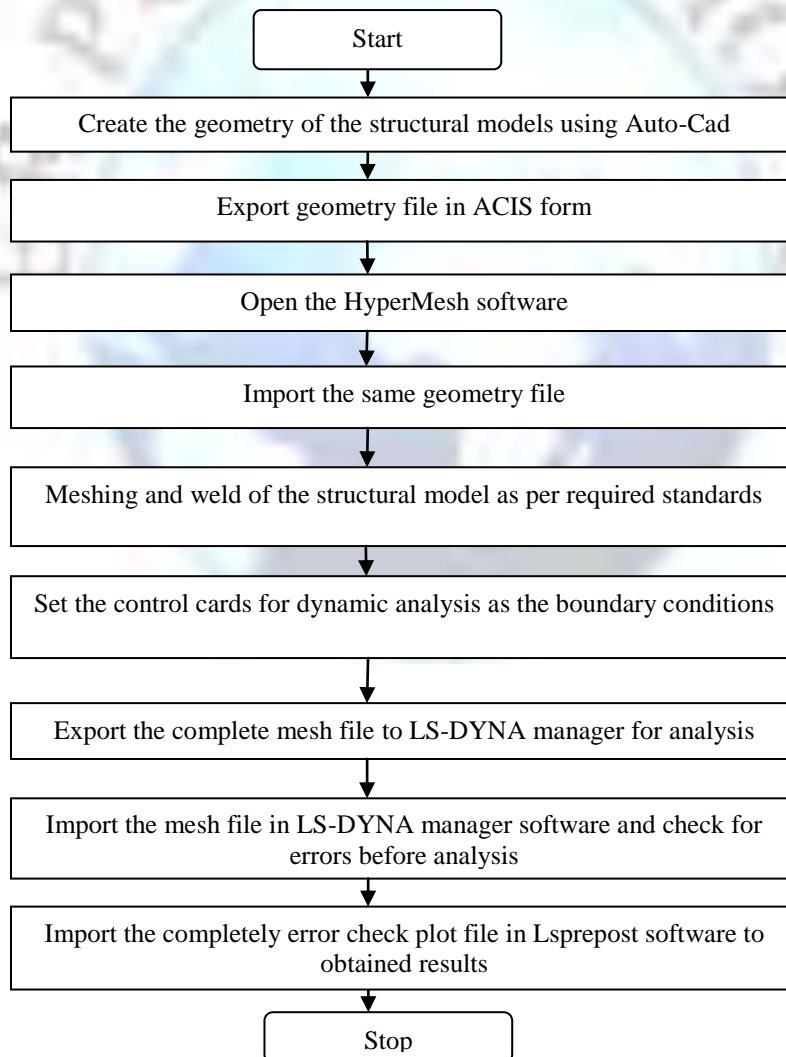 Start
Create the geometry of the structural models using Auto-Cad
Export geometry file in ACIS form
Open the HyperMesh software
Import the same geometry file
Meshing and weld of the structural model as per required standards
Set the control cards for dynamic analysis as the boundary conditions
Export the complete mesh file to LS-DYNA manager for analysis
Import the mesh file in LS-DYNA manager software and check for
errors before analysis
Import the completely error check plot file in Lsprepost software to
obtained results
Stop